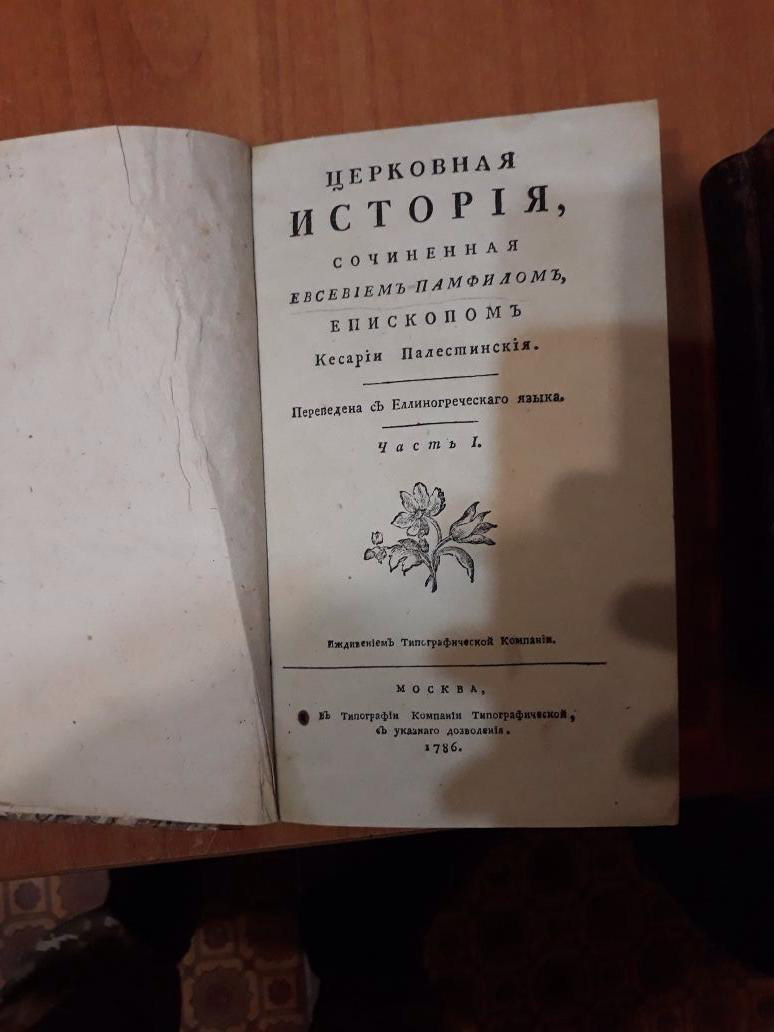 ЦЕРКОВНАЯ
ИСТОРІЯ,
СОЧИНЕННАЯ
ЕВСЕВІЕМЪ ПАМФИЛОМЪ,
ЕПИСКОПОМЪ
Кесаріи Палестинскія.
Переведена съ Еллиногреческаго языка.
Часть I.
Иждивеніемъ Типографической Компаніи.
МОСКВА,
Въ Типографіи Компаніи Типографической,
съ указнаго дозволенія.
1786.